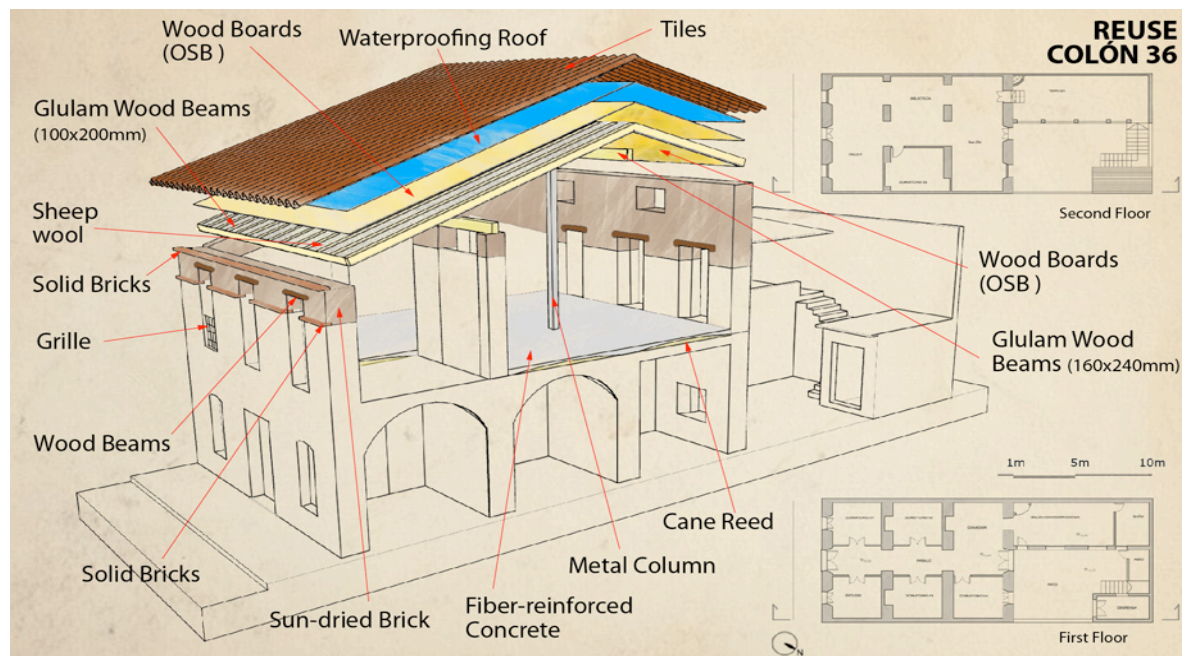 REUSE
COLÓN 36
Wood Boards
(OSB )
Waterproofing Roof
Tiles
Glulam Wood Beams
(100x200mm)
Sheep
wool
Solid Bricks
Grille
Wood Beams
Solid Bricks
Sun-dried Brick
Fiber-reinforced
Concrete
Metal Column
Cane Reed
Wood Boards
(OSB )
Glulam Wood
Beams (160x240mm)
BIBLIOTECA
Second Floor
1m 5m 10m
N
First Floor